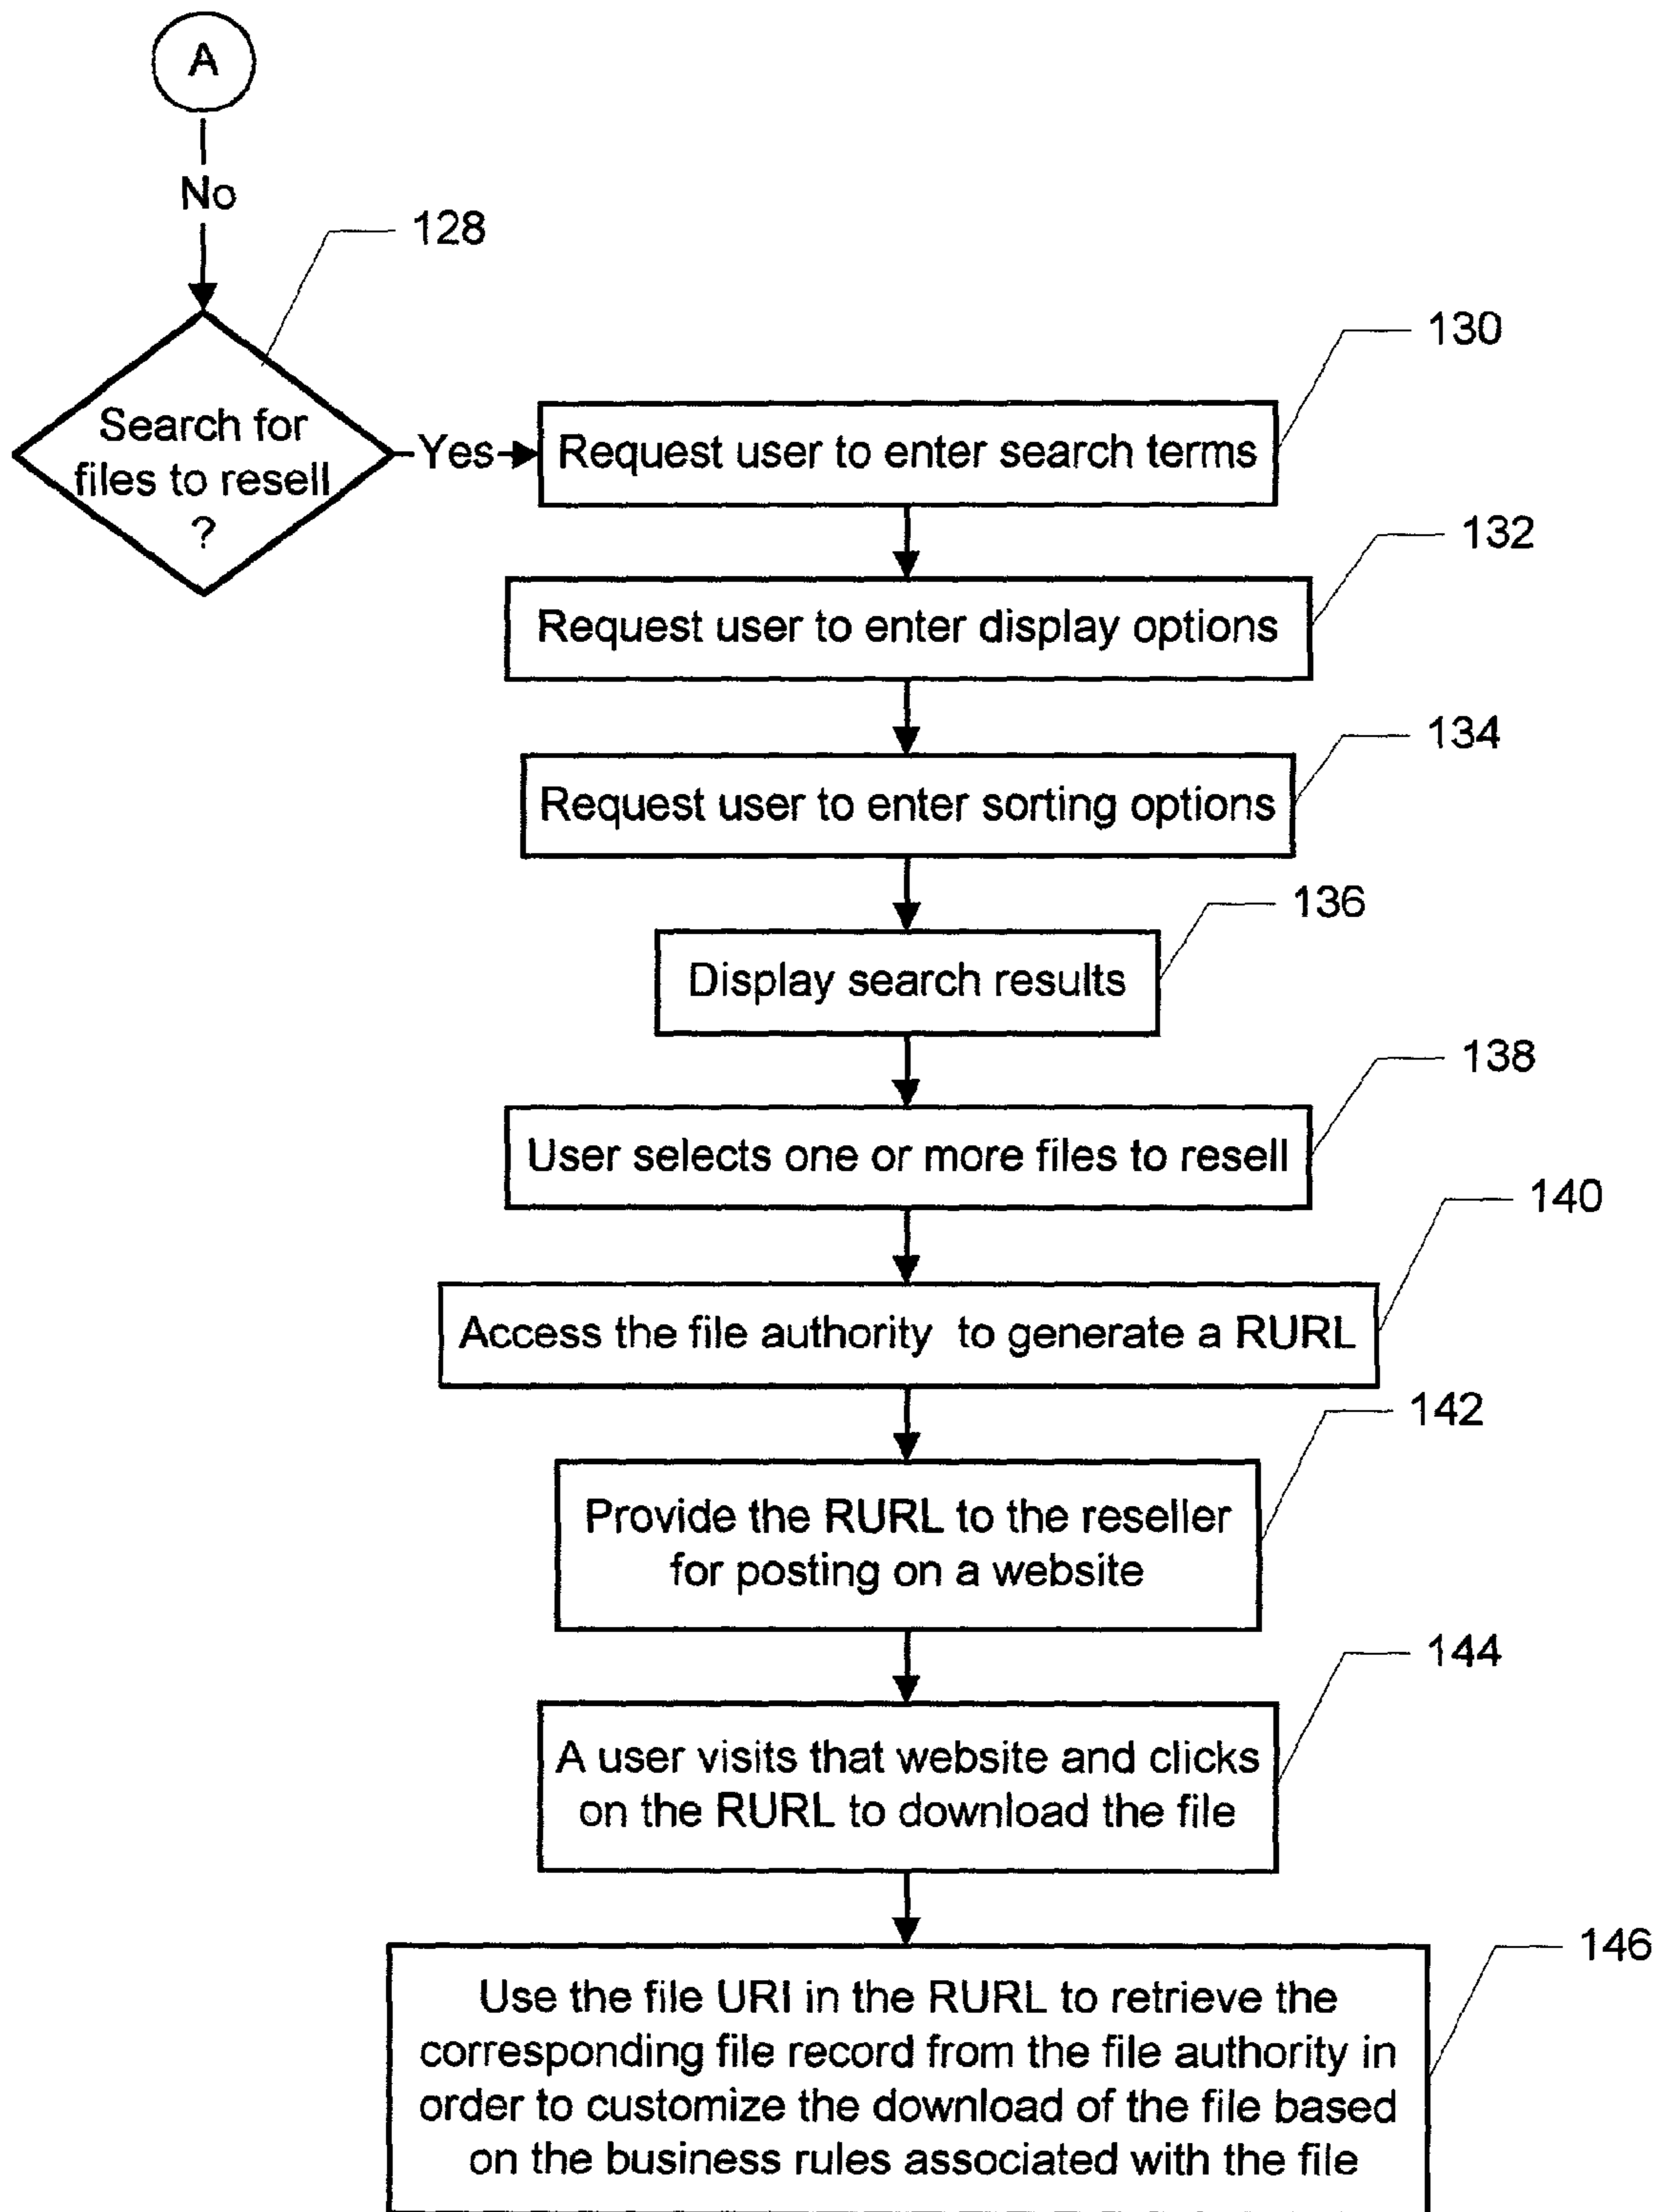 A
No
128
Search for
files to resell
?
Yes
130
Request user to enter search terms
132
Request user to enter display options
134
Request user to enter sorting options
136
Display search results
138
User selects one or more files to resell
140
Access the file authority to generate a RURL
142
Provide the RURL to the reseller
for posting on a website
144
A user visits that website and clicks
on the RURL to download the file
146
Use the file URI in the RURL to retrieve the
corresponding file record from the file authority in
order to customize the download of the file based
on the business rules associated with the file